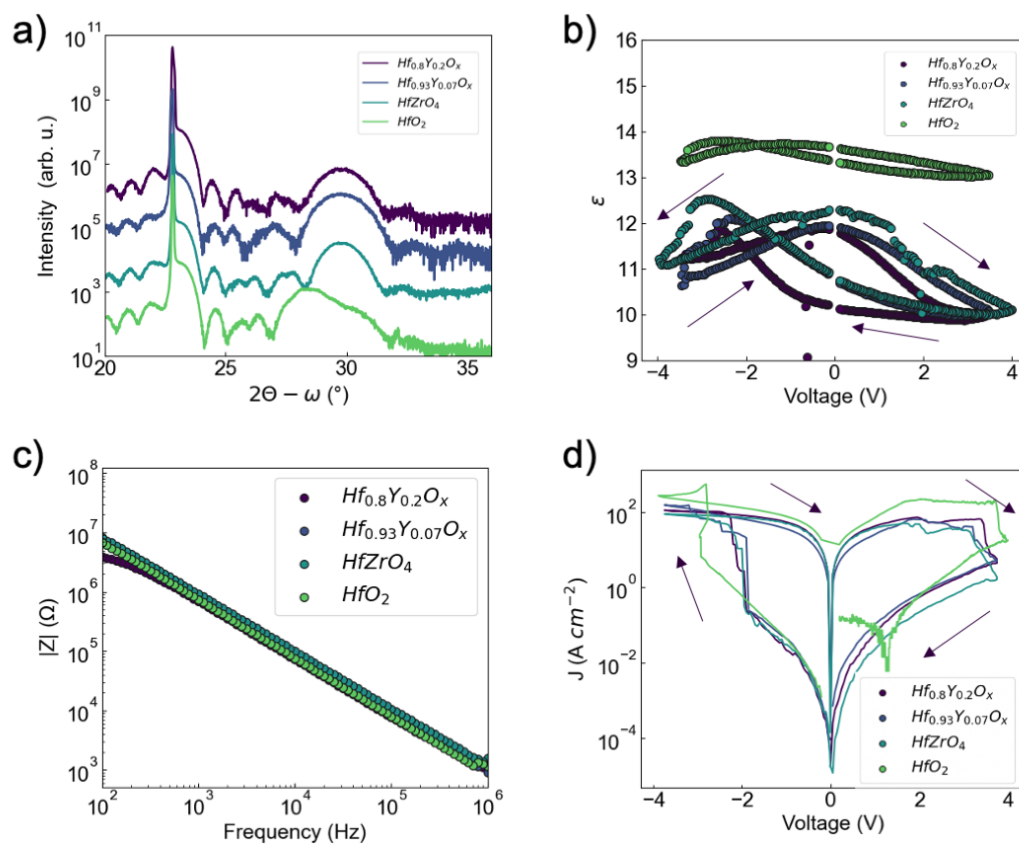 a)
10^11
10^9
10^7
10^5
10^3
10^1
Intensity (arb. u.)
20 25 30 35
2Θ − ω (°)
Hf₀.₈Y₀.₂Oₓ
Hf₀.₉₃Y₀.₀₇Oₓ
HfZrO₄
HfO₂
b)
16
15
14
13
12
11
10
9
ε
−4 −2 0 2 4
Voltage (V)
Hf₀.₈Y₀.₂Oₓ
Hf₀.₉₃Y₀.₀₇Oₓ
HfZrO₄
HfO₂
c)
10^8
10^7
10^6
10^5
10^4
10^3
|Z| (Ω)
10^2 10^3 10^4 10^5 10^6
Frequency (Hz)
Hf₀.₈Y₀.₂Oₓ
Hf₀.₉₃Y₀.₀₇Oₓ
HfZrO₄
HfO₂
d)
10^2
10^0
10^−2
10^−4
J (A cm^−2)
−4 −2 0 2 4
Voltage (V)
Hf₀.₈Y₀.₂Oₓ
Hf₀.₉₃Y₀.₀₇Oₓ
HfZrO₄
HfO₂